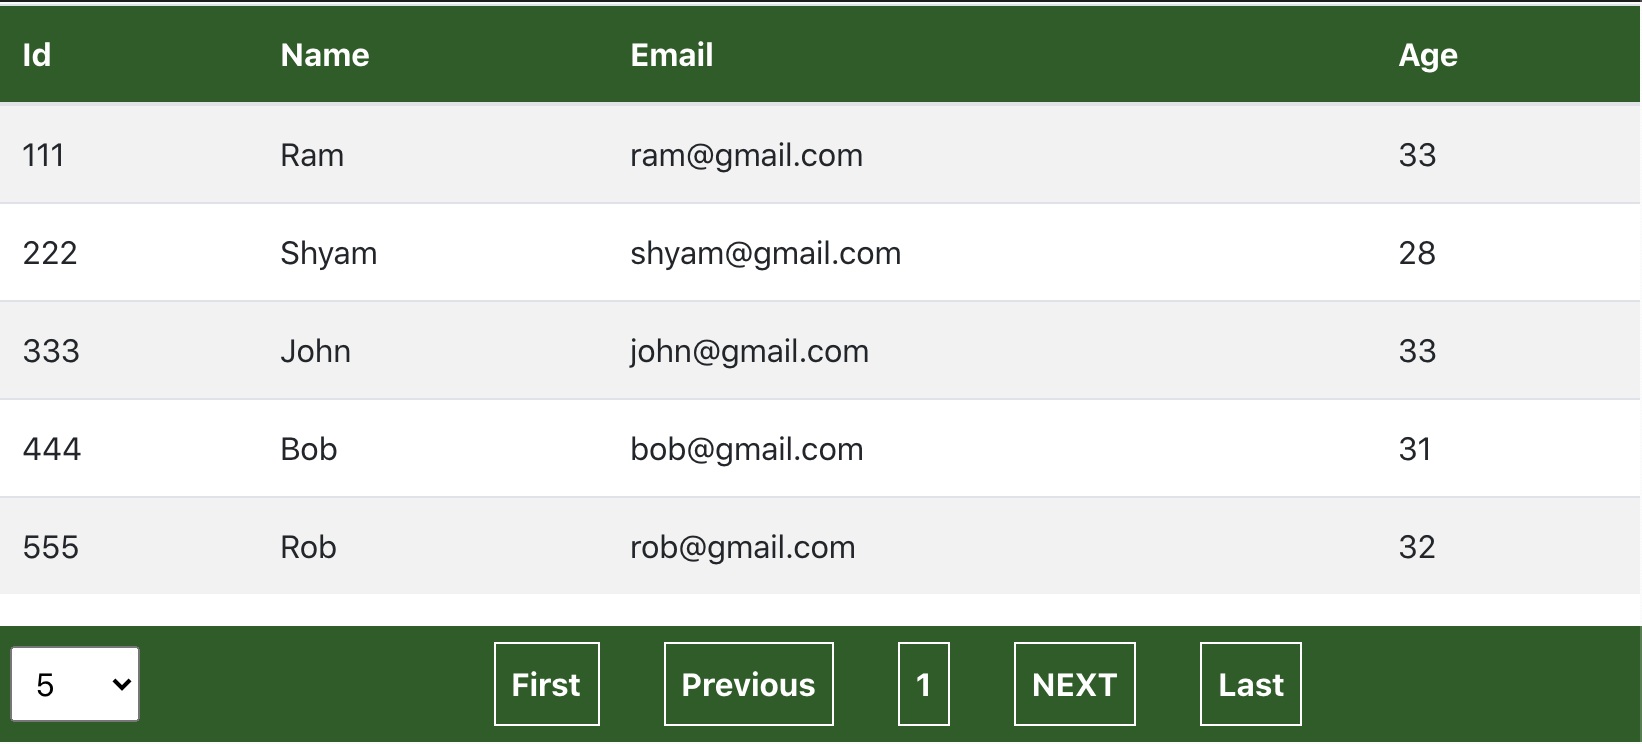 Id Name Email Age
111 Ram ram@gmail.com 33
222 Shyam shyam@gmail.com 28
333 John john@gmail.com 33
444 Bob bob@gmail.com 31
555 Rob rob@gmail.com 32
5 First Previous 1 NEXT Last